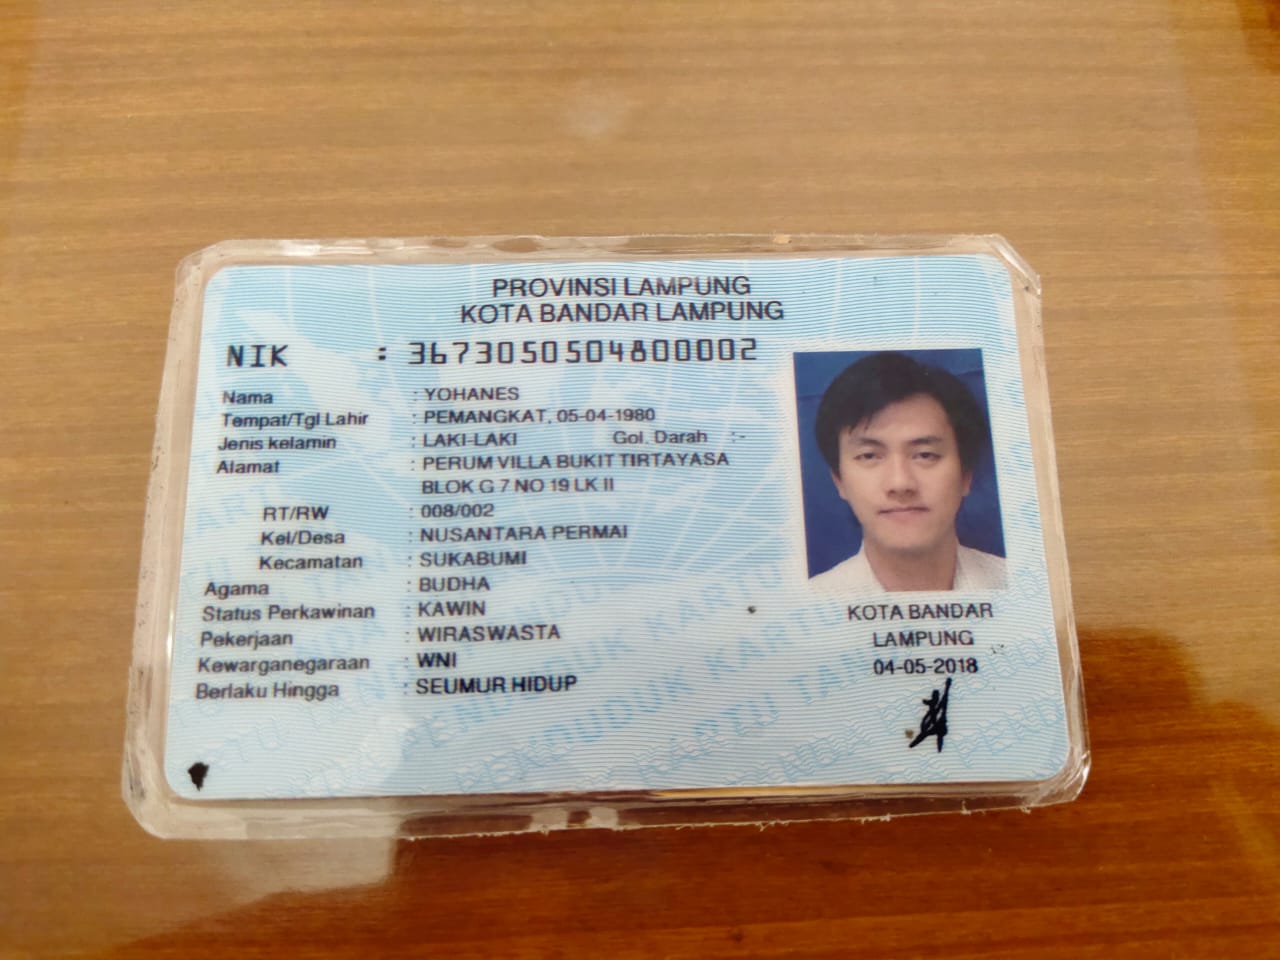 PROVINSI LAMPUNG
KOTA BANDAR LAMPUNG
NIK : 3673050504800002
Nama : YOHANES
Tempat/Tgl Lahir : PEMANGKAT, 05-04-1980
Jenis kelamin : LAKI-LAKI Gol. Darah :-
Alamat : PERUM VILLA BUKIT TIRTAYASA
BLOK G 7 NO 19 LK II
RT/RW : 008/002
Kel/Desa : NUSANTARA PERMAI
Kecamatan : SUKABUMI
Agama : BUDHA
Status Perkawinan : KAWIN
Pekerjaan : WIRASWASTA
Kewarganegaraan : WNI
Berlaku Hingga : SEUMUR HIDUP
KOTA BANDAR
LAMPUNG
04-05-2018